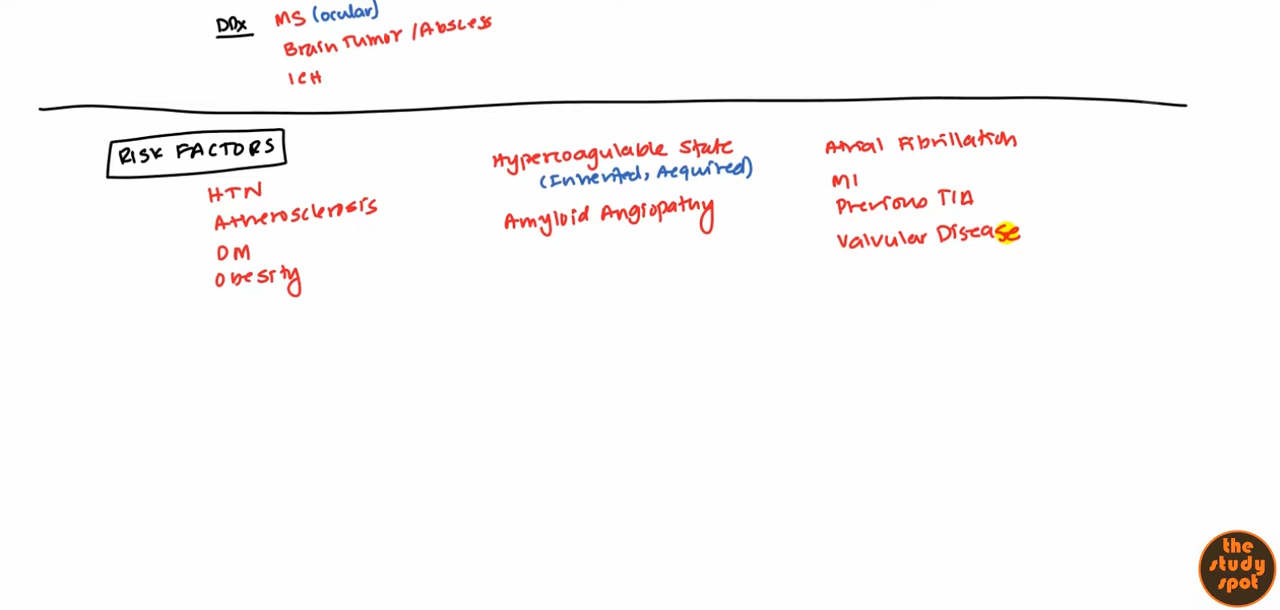 DDx MS (ocular)
Brain Tumor / Abscess
ICH
RISK FACTORS
HTN
Atherosclerosis
DM
Obesity
Hypercoagulable State
(Inherited, Acquired)
Amyloid Angiopathy
Atrial Fibrillation
MI
Previous TIA
Valvular Disease
the
study
spot